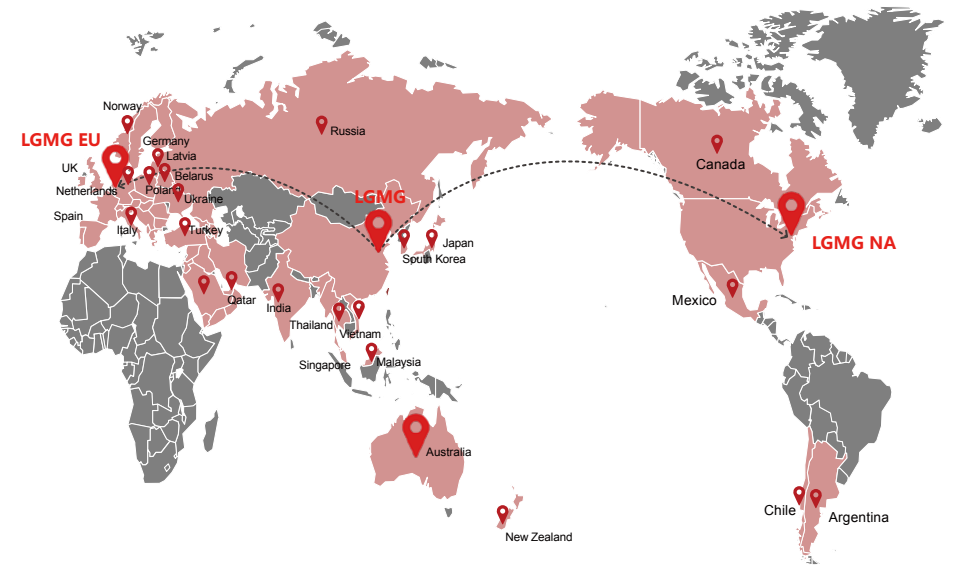 Norway
Russia
LGMG EU
Germany
Latvia
Canada
UK
Belarus
Netherlands
Poland
Ukraine
LGMG
Spain
Italy
Turkey
Japan
LGMG NA
South Korea
Qatar
India
Mexico
Thailand
Vietnam
Singapore
Malaysia
Australia
Chile
Argentina
New Zealand